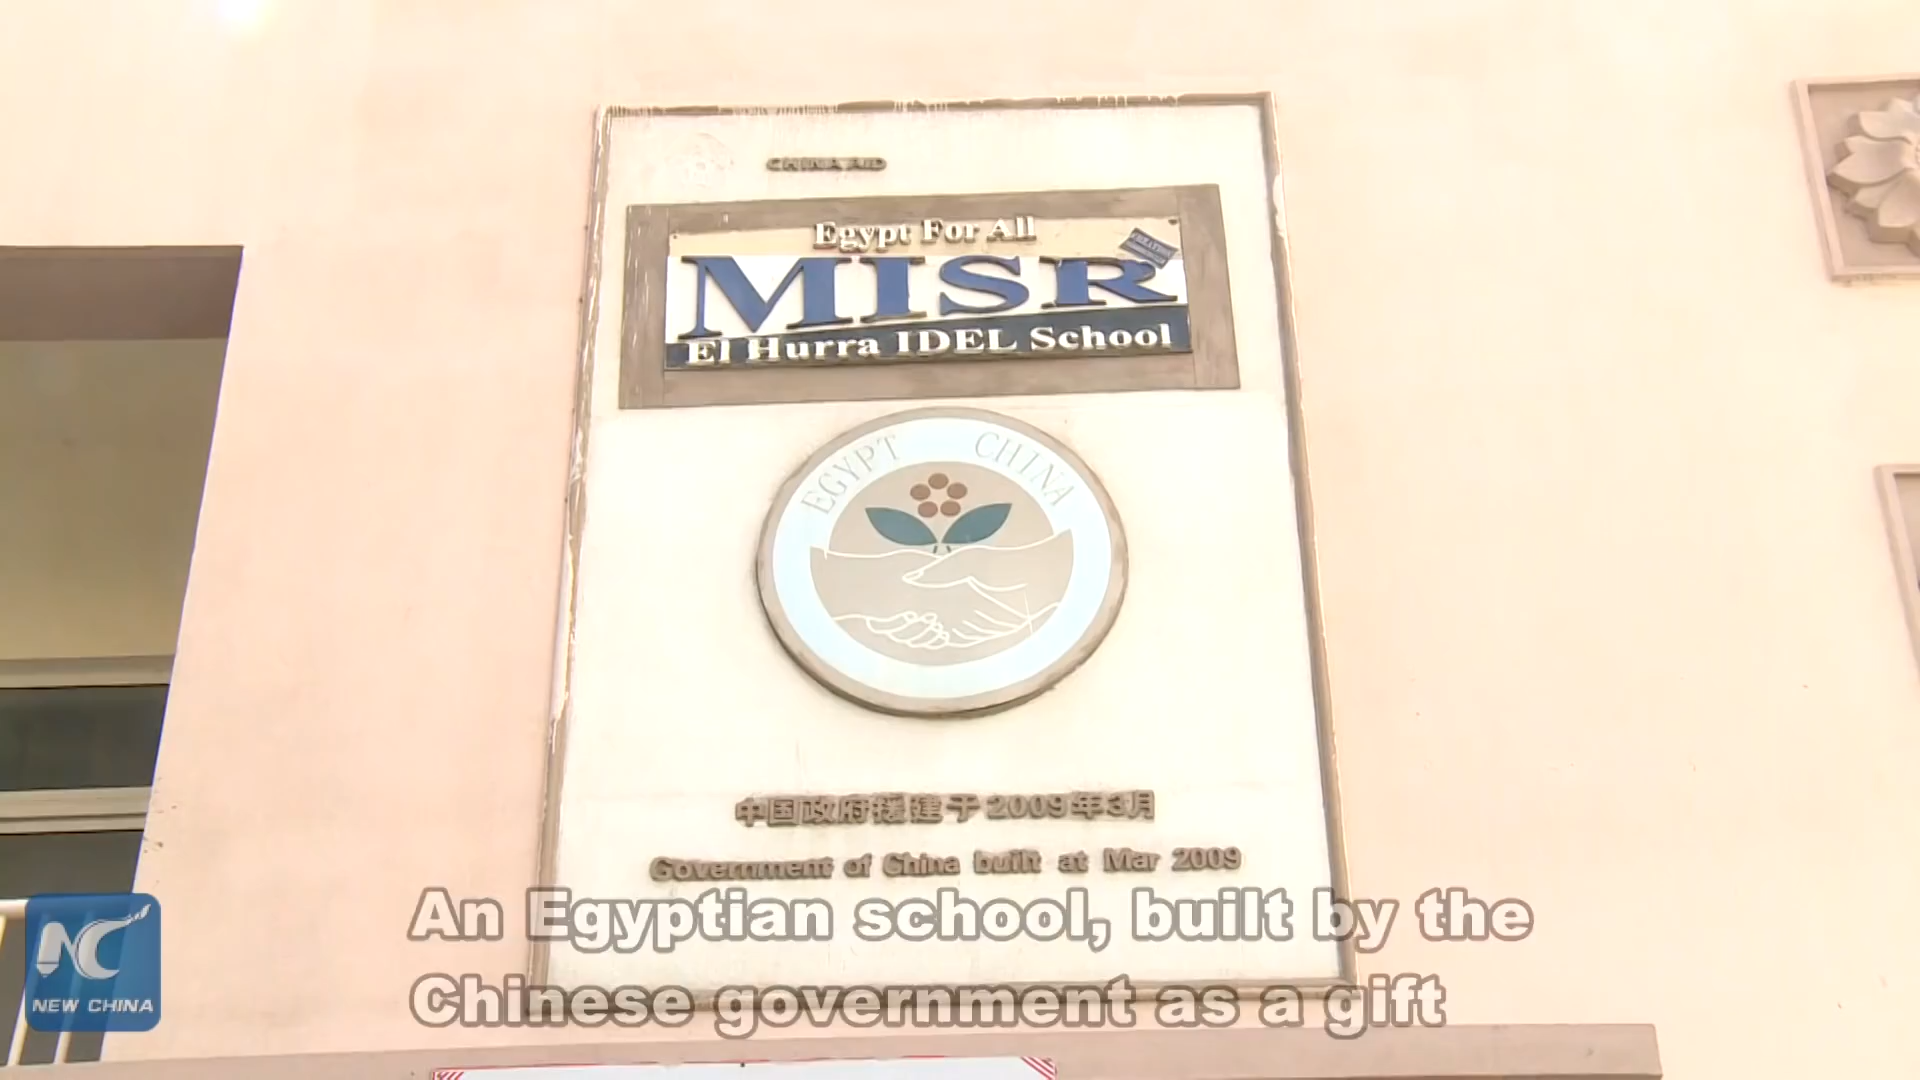 CHINA AID
Egypt For All
MISR
El Hurra IDEL School
EGYPT CHINA
中国政府援建于2009年3月
Government of China built at Mar 2009
An Egyptian school, built by the
Chinese government as a gift
NEW CHINA